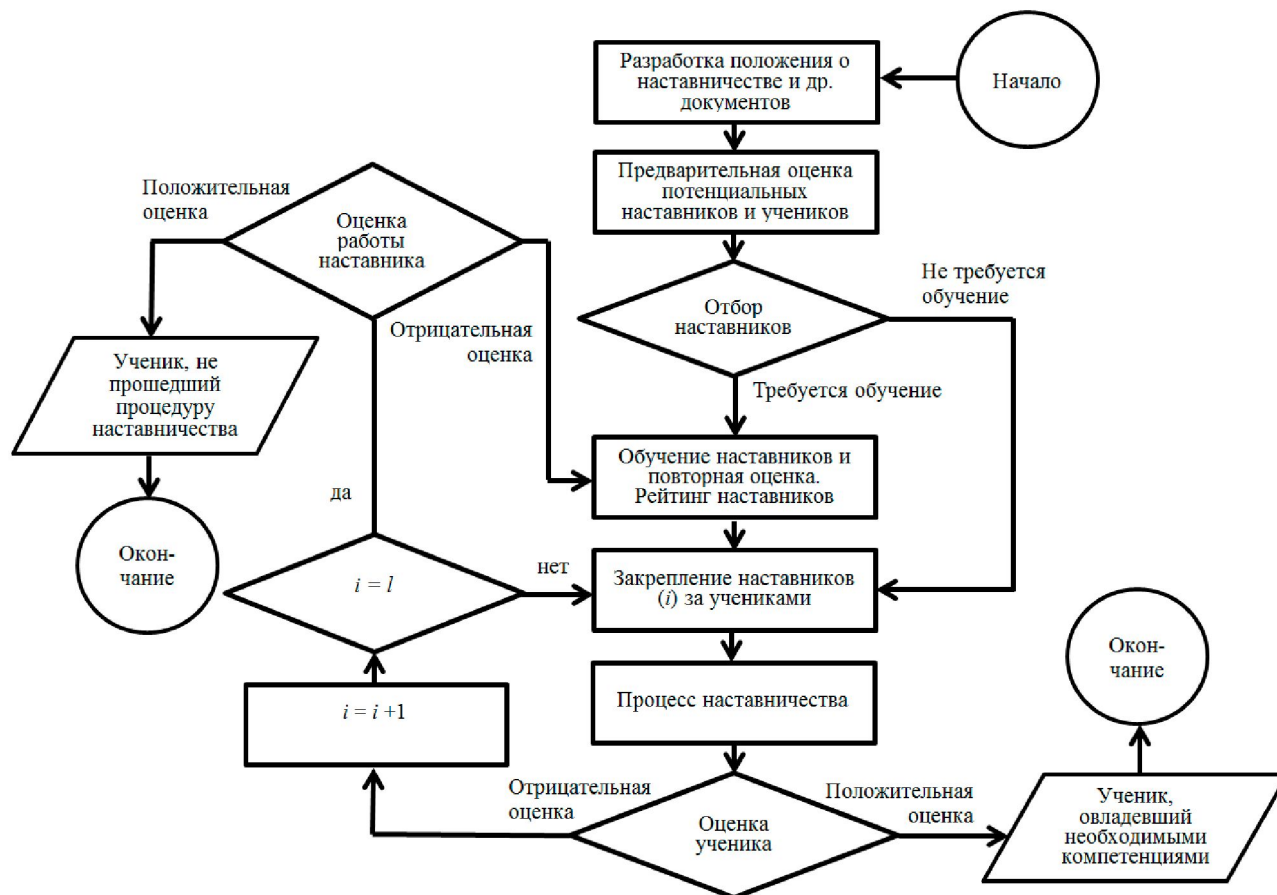 Начало
Разработка положения о
наставничестве и др.
документов
Предварительная оценка
потенциальных
наставников и учеников
Отбор
наставников
Не требуется
обучение
Требуется обучение
Обучение наставников и
повторная оценка.
Рейтинг наставников
Закрепление наставников
(i) за учениками
Процесс наставничества
Оценка
ученика
Положительная
оценка
Ученик,
овладевший
необходимыми
компетенциями
Окон-
чание
Отрицательная
оценка
i = i +1
i = l
нет
да
Оценка
работы
наставника
Отрицательная
оценка
Положительная
оценка
Ученик, не
прошедший
процедуру
наставничества
Окон-
чание